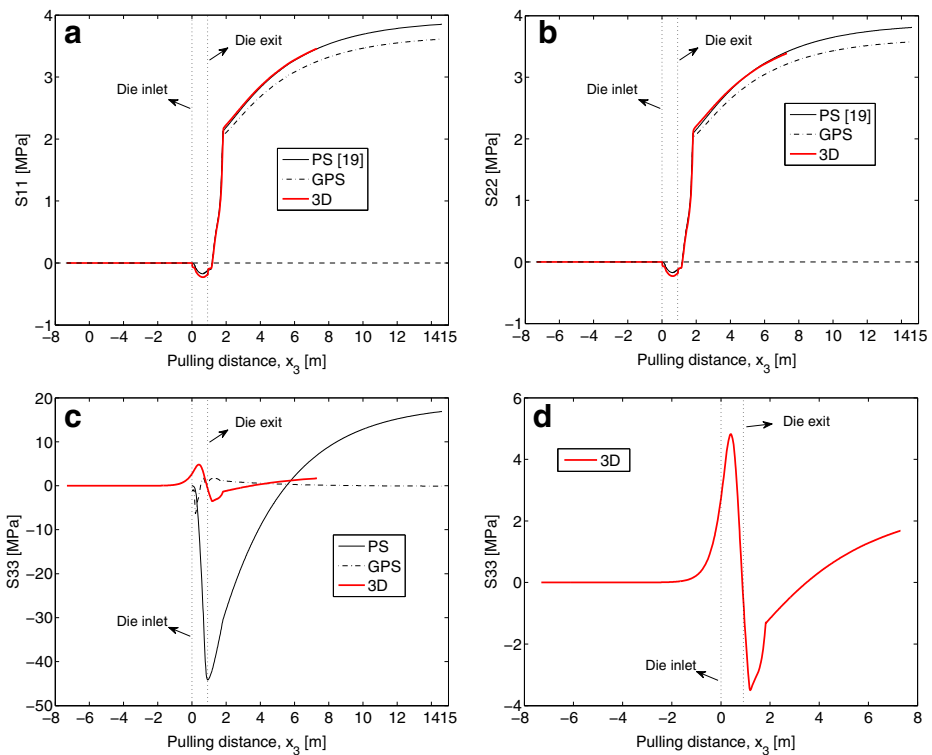 a
S11 [MPa]
4
3
2
1
0
−1
Die exit
Die inlet
PS [19]
GPS
3D
−8 −6 −4 −2 0 2 4 6 8 10 12 1415
Pulling distance, x3 [m]
b
S22 [MPa]
4
3
2
1
0
−1
Die exit
Die inlet
PS [19]
GPS
3D
−8 −6 −4 −2 0 2 4 6 8 10 12 1415
Pulling distance, x3 [m]
c
S33 [MPa]
20
10
0
−10
−20
−30
−40
−50
Die exit
PS
GPS
3D
Die inlet
−8 −6 −4 −2 0 2 4 6 8 10 12 1415
Pulling distance, x3 [m]
d
S33 [MPa]
6
4
2
0
−2
−4
Die exit
3D
Die inlet
−8 −6 −4 −2 0 2 4 6 8
Pulling distance, x3 [m]